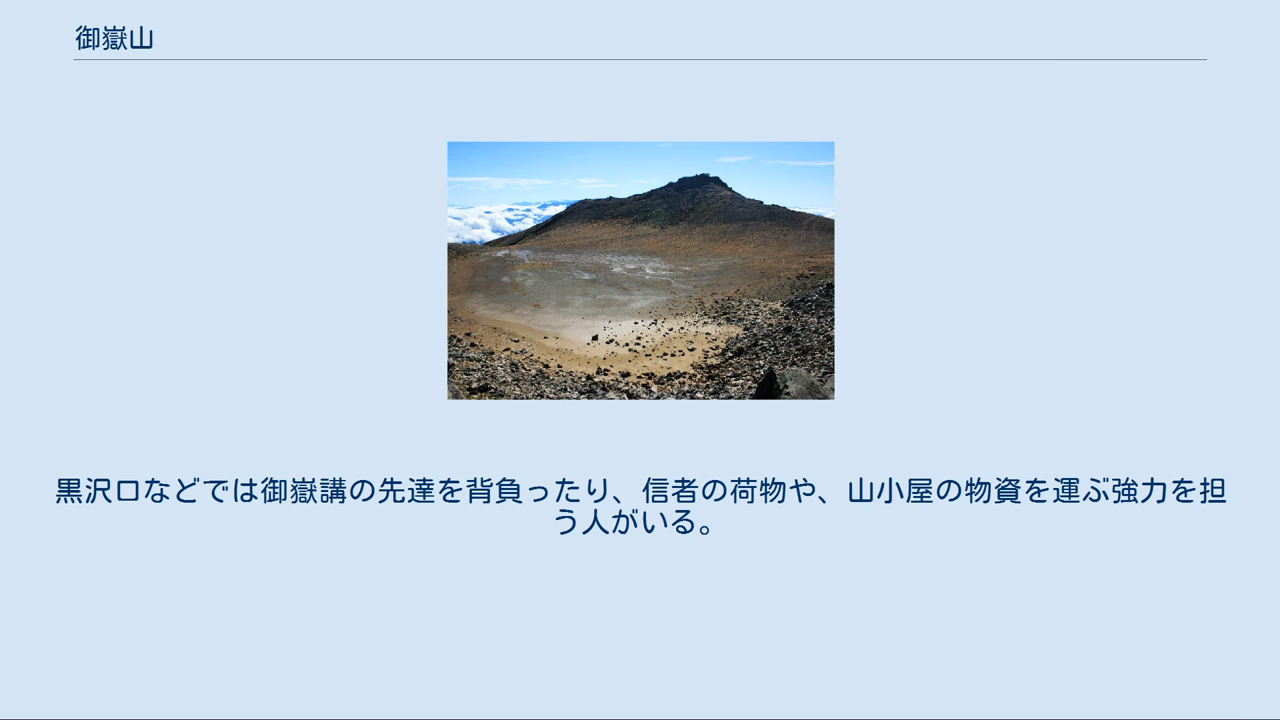 御嶽山
黒沢口などでは御嶽講の先達を背負ったり、信者の荷物や、山小屋の物資を運ぶ強力を担
う人がいる。